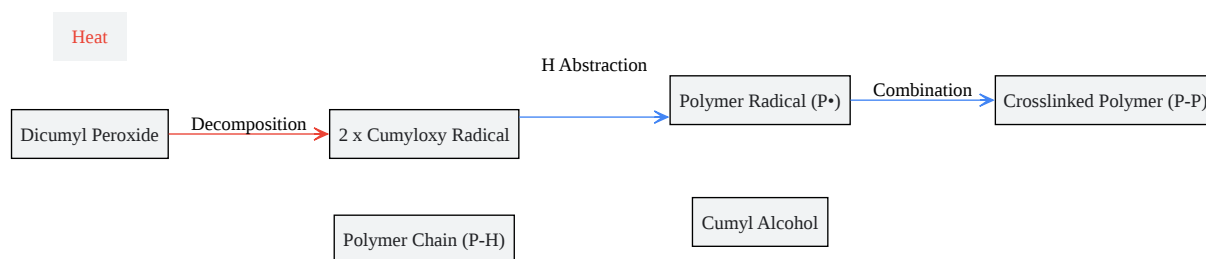 Heat
H Abstraction
Dicumyl Peroxide
Decomposition
2 x Cumyloxy Radical
Polymer Radical (P•)
Combination
Crosslinked Polymer (P-P)
Polymer Chain (P-H)
Cumyl Alcohol